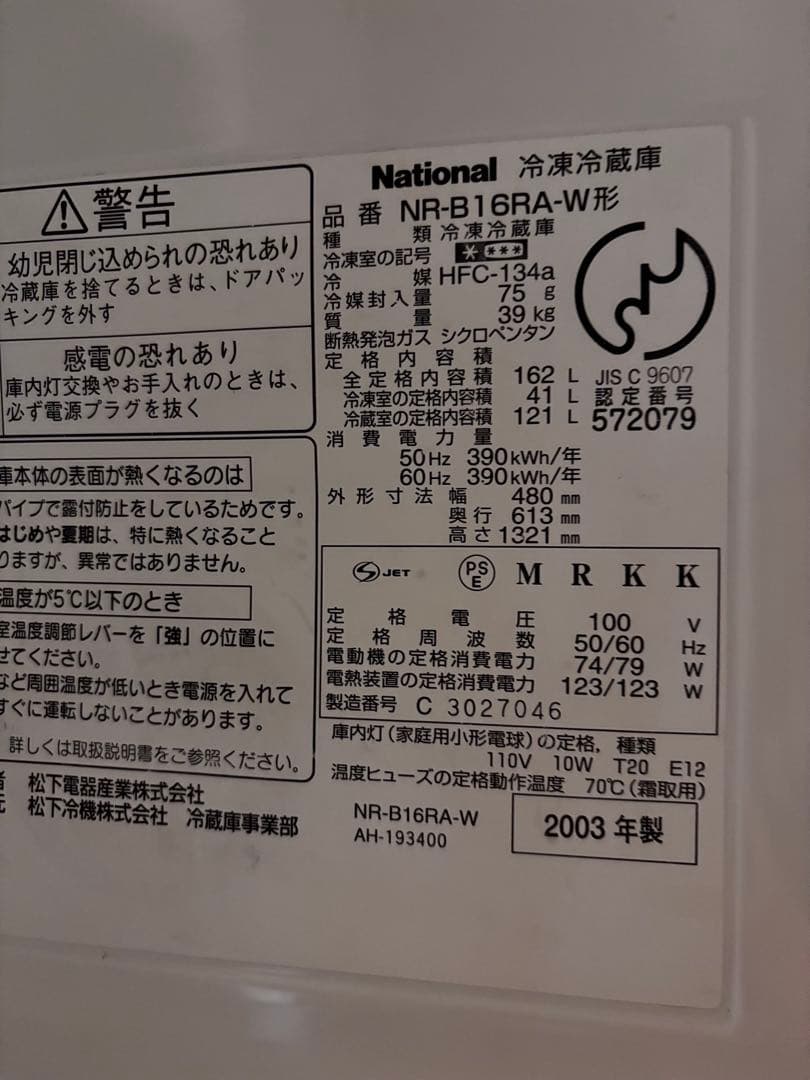 警告
幼児閉じ込められの恐れあり
冷蔵庫を捨てるときは、ドアパッ
キングを外す
感電の恐れあり
庫内灯交換やお手入れのときは、
必ず電源プラグを抜く
庫本体の表面が熱くなるのは
パイプで露付防止をしているためです。
はじめや夏期は、特に熱くなること
りますが、異常ではありません。
温度が5℃以下のとき
室温度調節レバーを「強」の位置に
せてください。
など周囲温度が低いとき電源を入れて
すぐに運転しないことがあります。
詳しくは取扱説明書をご参照ください。
者 松下電器産業株式会社
元 松下冷機株式会社 冷蔵庫事業部
National 冷凍冷蔵庫
品番 NR-B16RA-W形
種類 冷凍冷蔵庫
冷凍室の記号 ****
冷媒 HFC-134a
冷媒封入量 75 g
質量 39 kg
断熱発泡ガス シクロペンタン
定格内容積
全定格内容積 162 L
冷凍室の定格内容積 41 L
冷蔵室の定格内容積 121 L
JIS C 9607
認定番号
572079
消費電力量
50Hz 390kWh/年
60Hz 390kWh/年
外形寸法 幅 480 mm
奥行 613 mm
高さ 1321 mm
S JET PS E M R K K
定格電圧 100 V
定格周波数 50/60 Hz
電動機の定格消費電力 74/79 W
電熱装置の定格消費電力 123/123 W
製造番号 C 3027046
庫内灯(家庭用小形電球)の定格,種類
110V 10W T20 E12
温度ヒューズの定格動作温度 70℃(霜取用)
NR-B16RA-W
AH-193400
2003年製